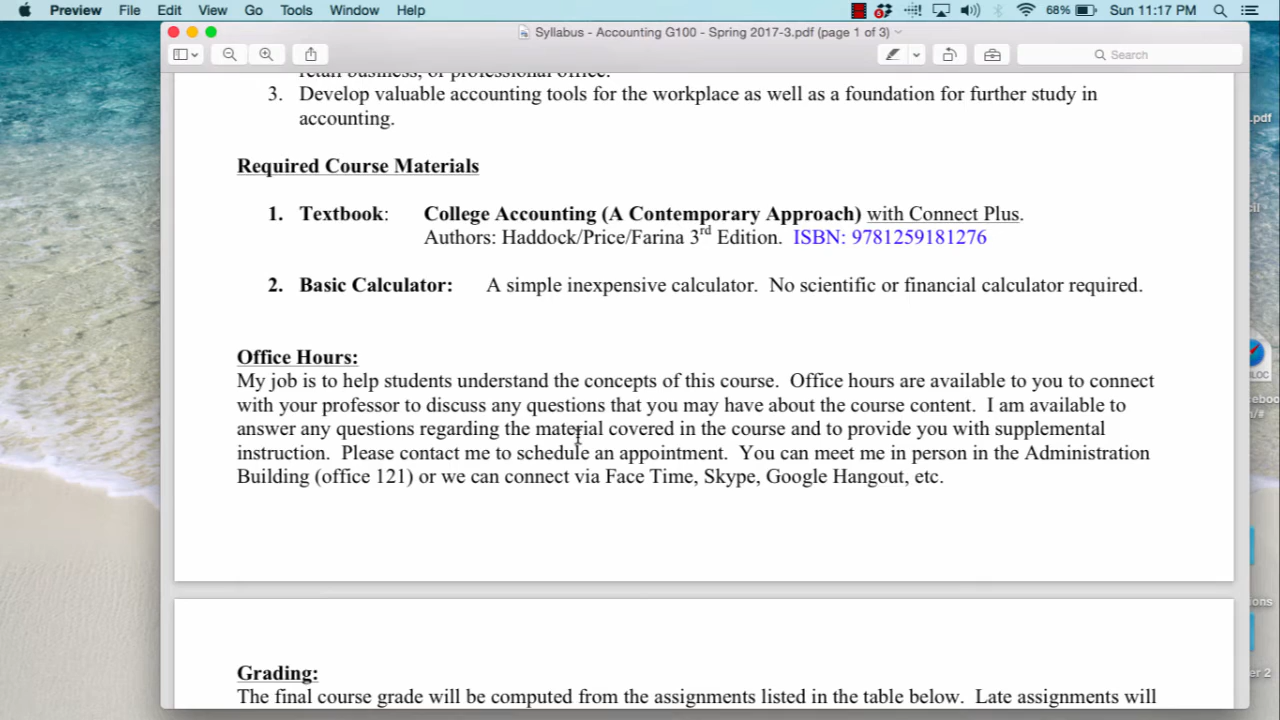 Preview File Edit View Go Tools Window Help 68% Sun 11:17 PM
Syllabus - Accounting G100 - Spring 2017-3.pdf (page 1 of 3)
Search
retail business, or professional office.
3. Develop valuable accounting tools for the workplace as well as a foundation for further study in
accounting.
.pdf
Required Course Materials
1. Textbook: College Accounting (A Contemporary Approach) with Connect Plus.
Authors: Haddock/Price/Farina 3rd Edition. ISBN: 9781259181276
2. Basic Calculator: A simple inexpensive calculator. No scientific or financial calculator required.
Office Hours:
My job is to help students understand the concepts of this course. Office hours are available to you to connect
with your professor to discuss any questions that you may have about the course content. I am available to
answer any questions regarding the material covered in the course and to provide you with supplemental
instruction. Please contact me to schedule an appointment. You can meet me in person in the Administration
Building (office 121) or we can connect via Face Time, Skype, Google Hangout, etc.
Grading:
The final course grade will be computed from the assignments listed in the table below. Late assignments will